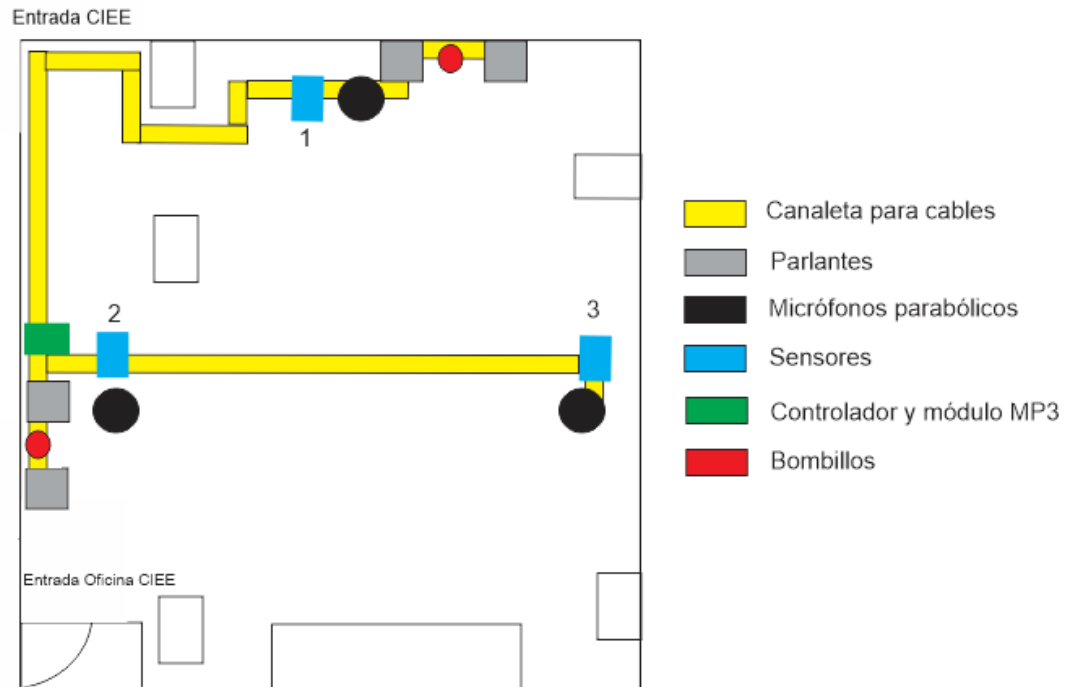 Entrada CIEE
1
2
3
Canaleta para cables
Parlantes
Micrófonos parabólicos
Sensores
Controlador y módulo MP3
Bombillos
Entrada Oficina CIEE